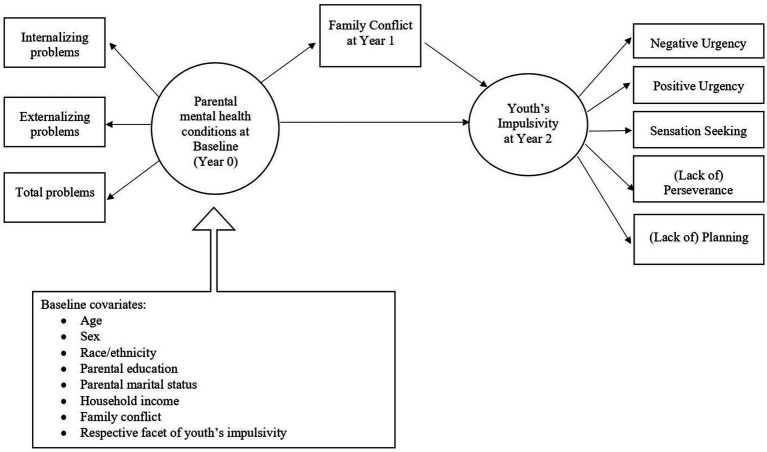 Internalizing
problems
Externalizing
problems
Total problems
Parental
mental health
conditions at
Baseline
(Year 0)
Family Conflict
at Year 1
Youth's
Impulsivity
at Year 2
Negative Urgency
Positive Urgency
Sensation Seeking
(Lack of)
Perseverance
(Lack of) Planning
Baseline covariates:
• Age
• Sex
• Race/ethnicity
• Parental education
• Parental marital status
• Household income
• Family conflict
• Respective facet of youth's impulsivity